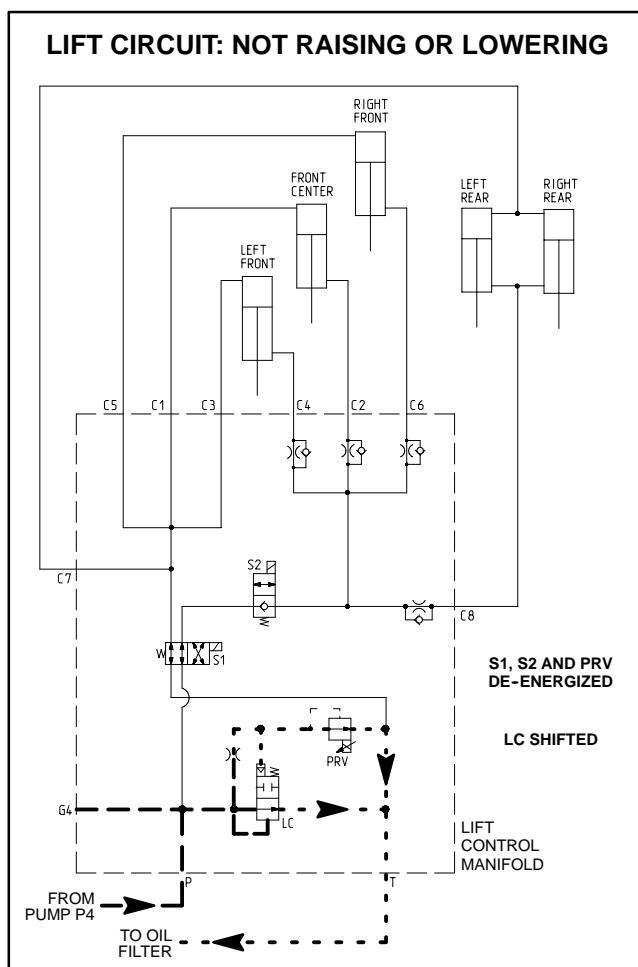 LIFT CIRCUIT: NOT RAISING OR LOWERING
RIGHT
FRONT
FRONT
CENTER
LEFT
REAR
RIGHT
REAR
LEFT
FRONT
C5
C1
C3
C4
C2
C6
C7
S2
C8
W
S1
S1, S2 AND PRV
DE-ENERGIZED
LC SHIFTED
PRV
W
G4
LC
LIFT
CONTROL
MANIFOLD
P
T
FROM
PUMP P4
TO OIL
FILTER